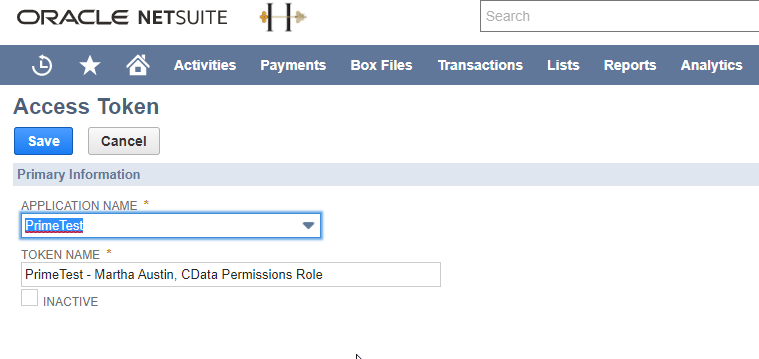 ORACLE NETSUITE H Search
Activities Payments Box Files Transactions Lists Reports Analytics
Access Token
Save Cancel
Primary Information
APPLICATION NAME *
PrimeTest
TOKEN NAME *
PrimeTest - Martha Austin, CData Permissions Role
INACTIVE